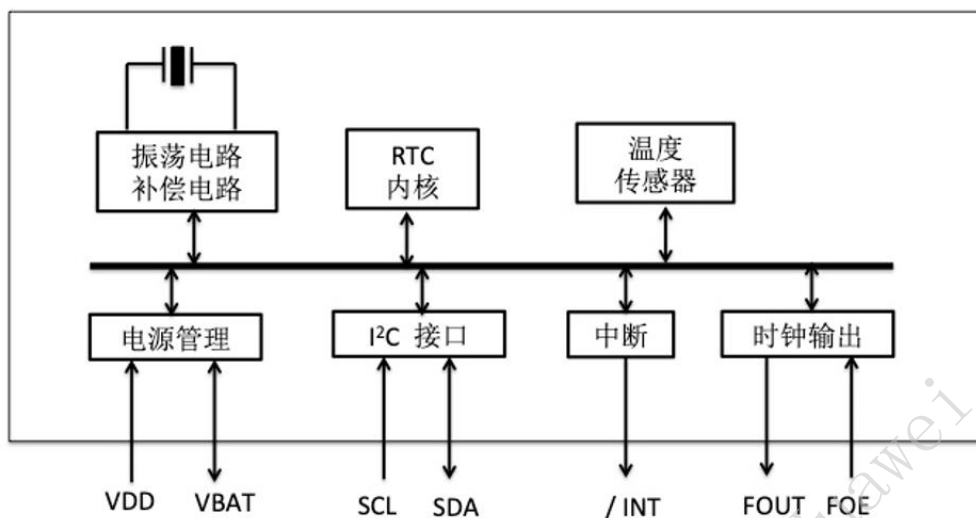 振荡电路
补偿电路
RTC
内核
温度
传感器
电源管理
I²C 接口
中断
时钟输出
VDD
VBAT
SCL
SDA
/ INT
FOUT
FOE